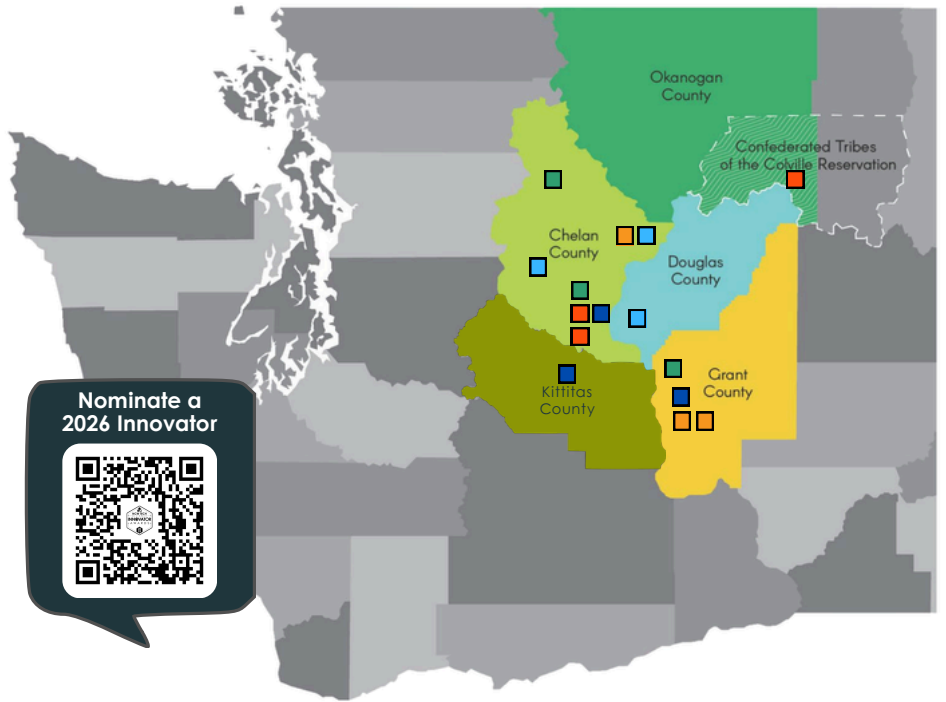 Okanogan
County
Confederated Tribes
of the Colville Reservation
Chelan
County
Douglas
County
Grant
County
Kittitas
County
Nominate a
2026 Innovator
INNOVATOR